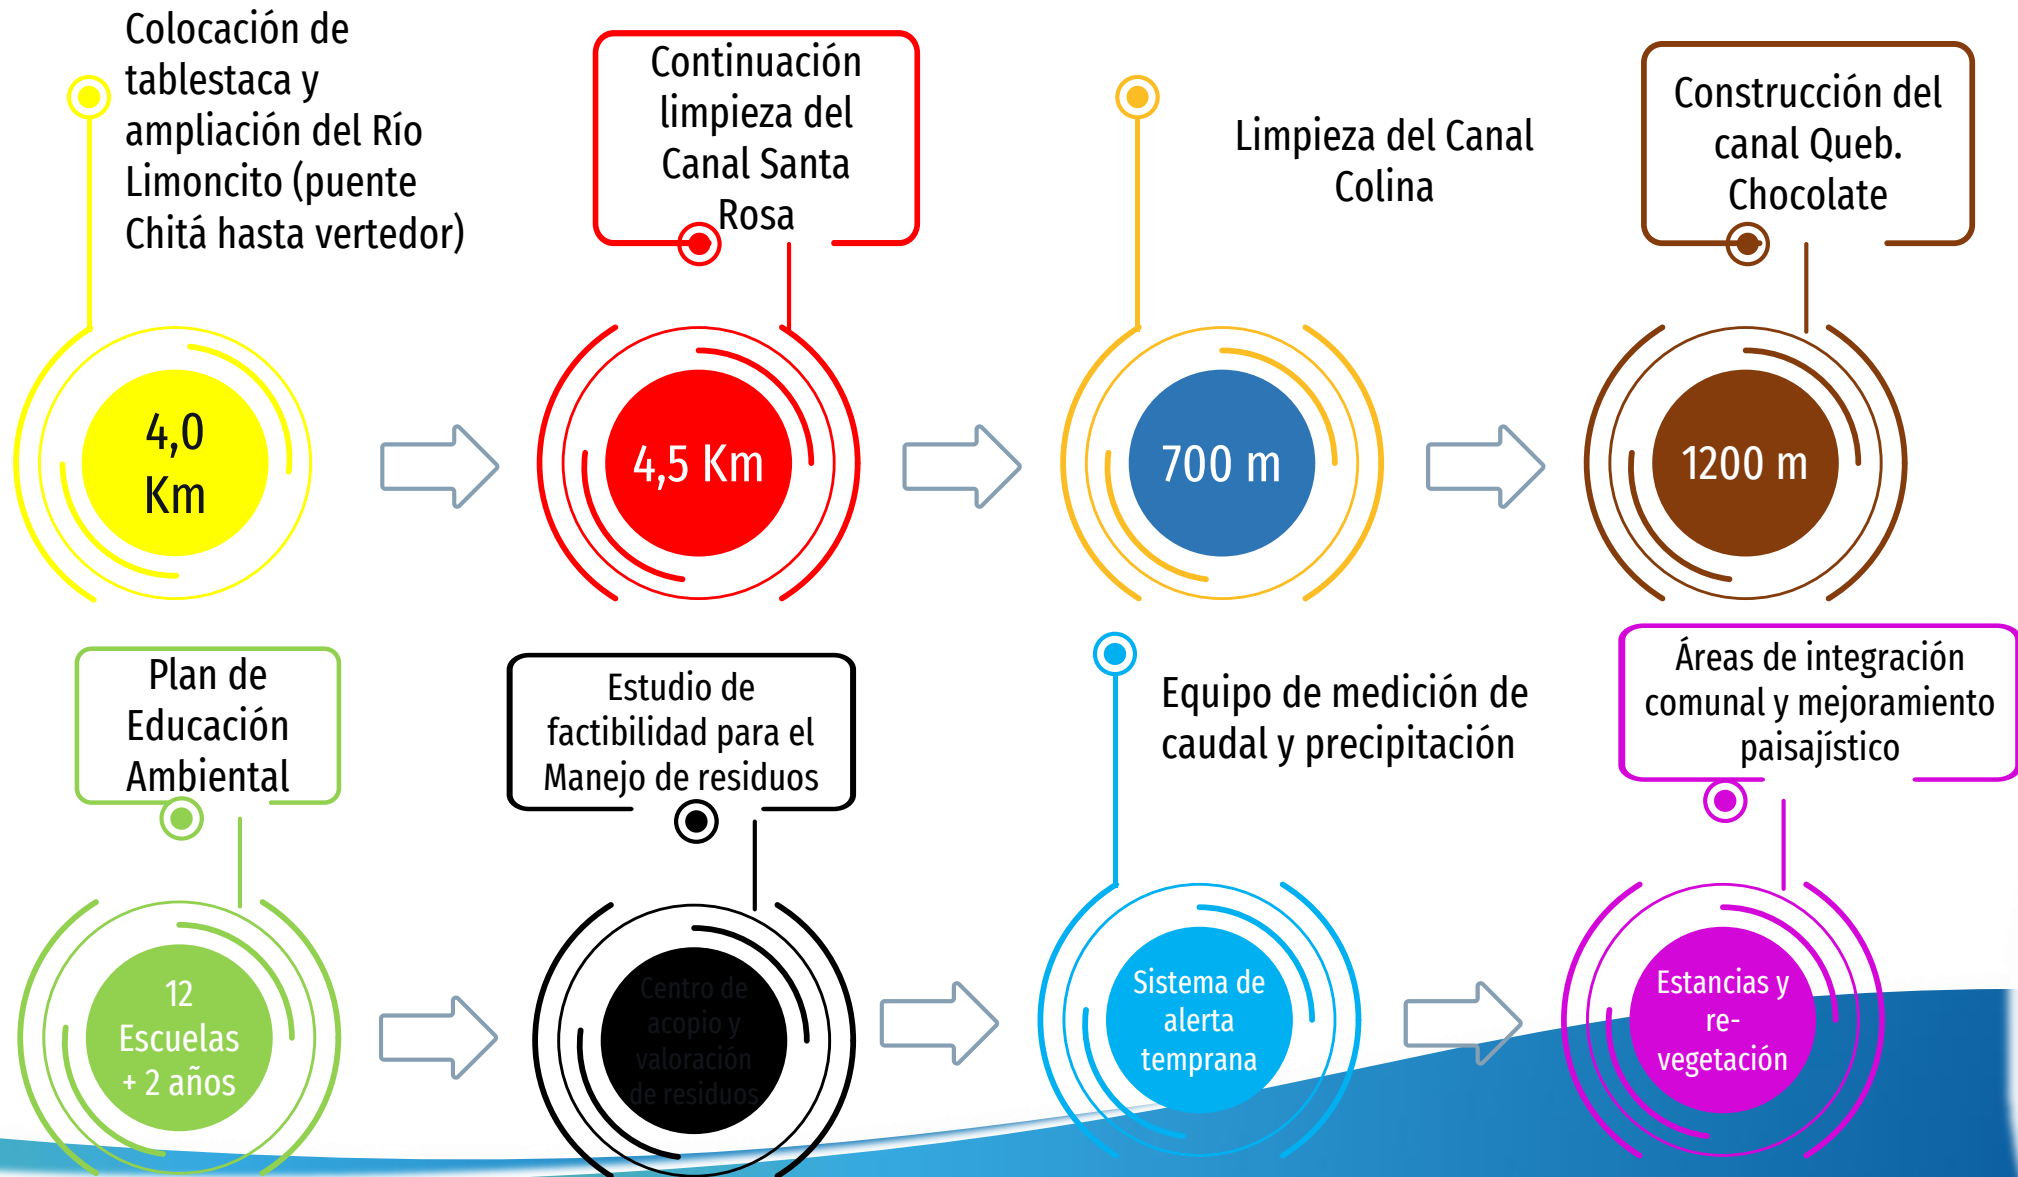 Colocación de
tablestaca y
ampliación del Río
Limoncito (puente
Chitá hasta vertedor)
4,0
Km
Continuación
limpieza del
Canal Santa
Rosa
4,5 Km
Limpieza del Canal
Colina
700 m
Construcción del
canal Queb.
Chocolate
1200 m
Plan de
Educación
Ambiental
12
Escuelas
+ 2 años
Estudio de
factibilidad para el
Manejo de residuos
Centro de
acopio y
valoración
de residuos
Equipo de medición de
caudal y precipitación
Sistema de
alerta
temprana
Áreas de integración
comunal y mejoramiento
paisajístico
Estancias y
re-
vegetación